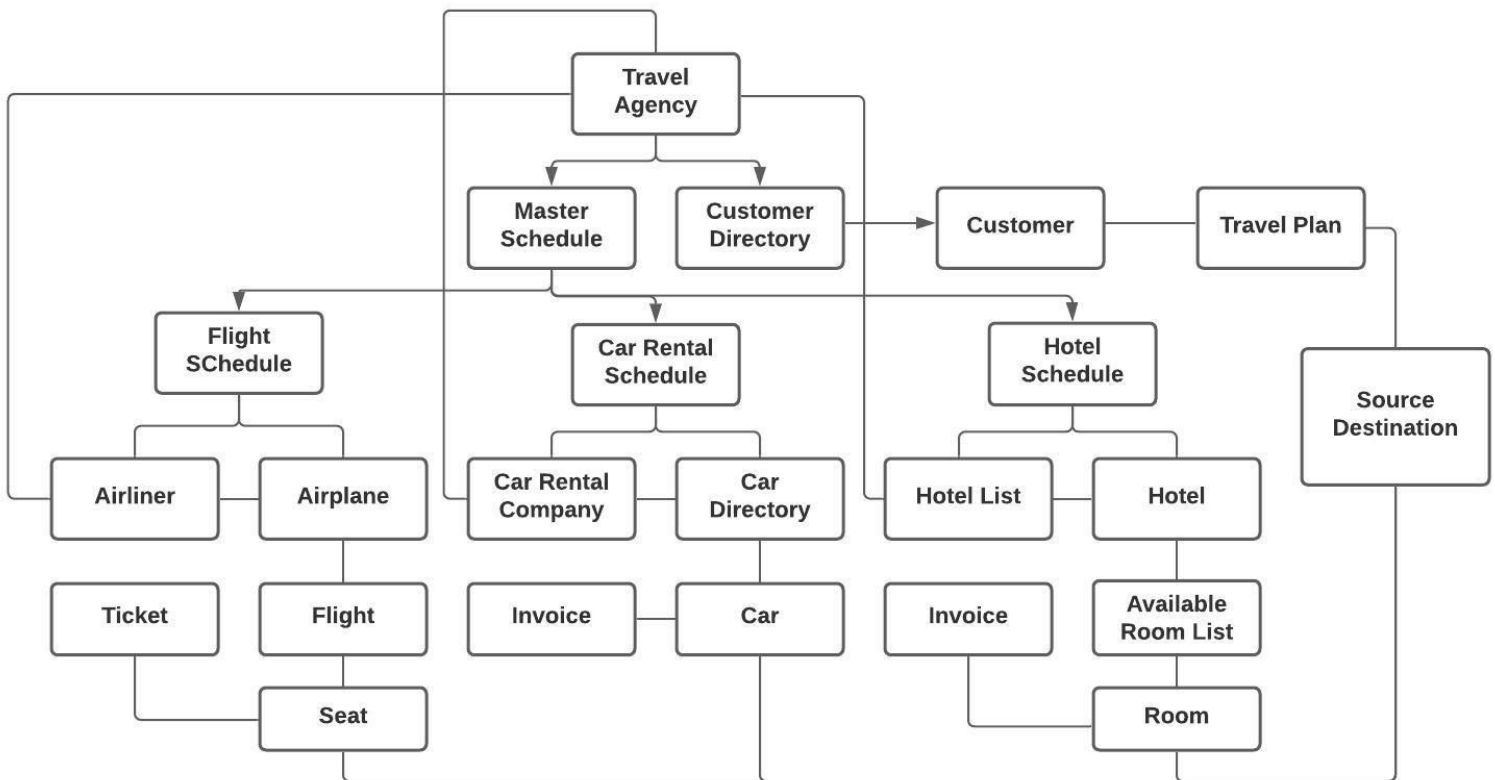 Travel
Agency
Master
Schedule
Customer
Directory
Customer
Travel Plan
Flight
SChedule
Car Rental
Schedule
Hotel
Schedule
Source
Destination
Airliner
Airplane
Car Rental
Company
Car
Directory
Hotel List
Hotel
Ticket
Flight
Invoice
Car
Invoice
Available
Room List
Seat
Room